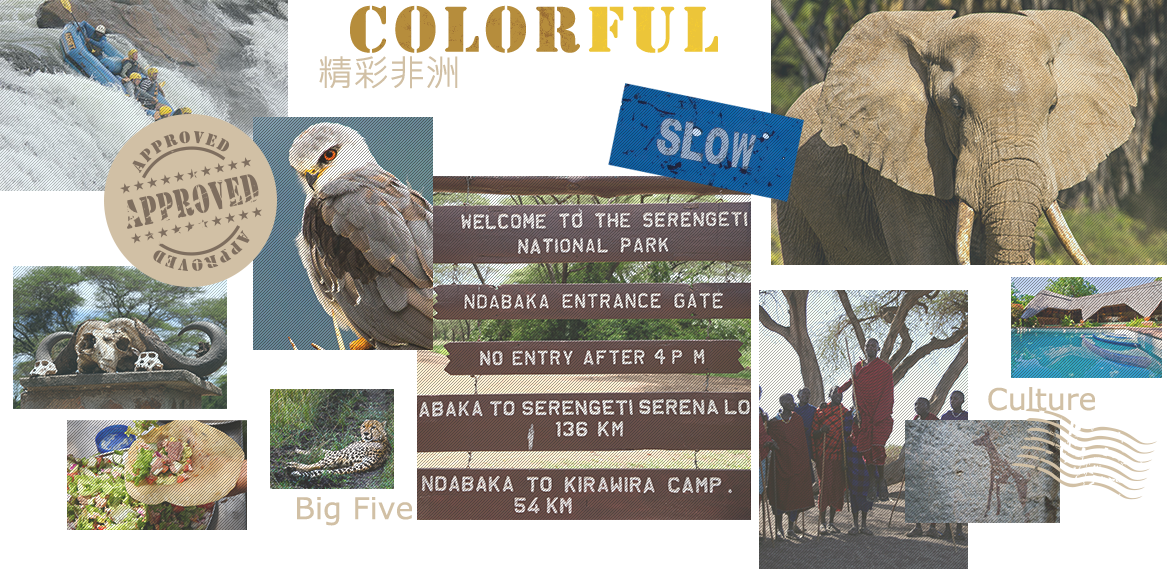 COLORFUL
精彩非洲
APPROVED
APPROVED
APPROVED
SLOW
WELCOME TO THE SERENGETI
NATIONAL PARK
NDABAKA ENTRANCE GATE
NO ENTRY AFTER 4 P M
ABAKA TO SERENGETI SERENA LO
136 KM
NDABAKA TO KIRAWIRA CAMP.
54 KM
Big Five
Culture